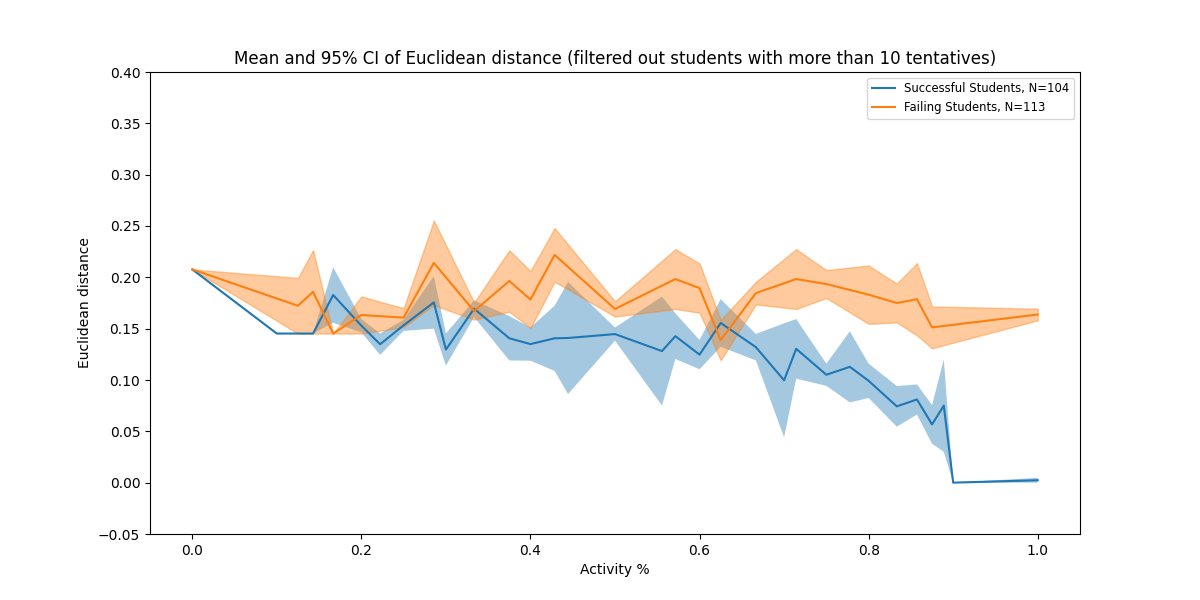 Mean and 95% CI of Euclidean distance (filtered out students with more than 10 tentatives)
Successful Students, N=104
Failing Students, N=113
Euclidean distance
0.40
0.35
0.30
0.25
0.20
0.15
0.10
0.05
0.00
−0.05
0.0 0.2 0.4 0.6 0.8 1.0
Activity %